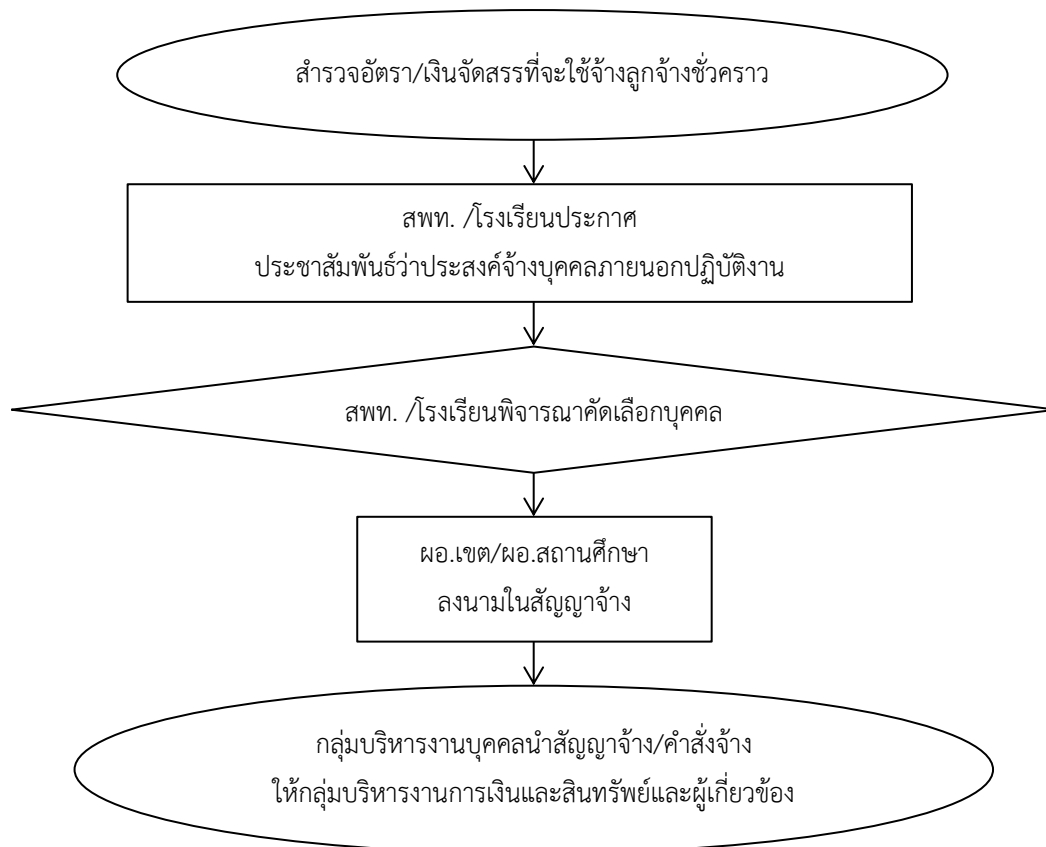 สำรวจอัตรา/เงินจัดสรรที่จะใช้จ้างลูกจ้างชั่วคราว
สพท. /โรงเรียนประกาศ
ประชาสัมพันธ์ว่าประสงค์จ้างบุคคลภายนอกปฏิบัติงาน
สพท. /โรงเรียนพิจารณาคัดเลือกบุคคล
ผอ.เขต/ผอ.สถานศึกษา
ลงนามในสัญญาจ้าง
กลุ่มบริหารงานบุคคลนำสัญญาจ้าง/คำสั่งจ้าง
ให้กลุ่มบริหารงานการเงินและสินทรัพย์และผู้เกี่ยวข้อง